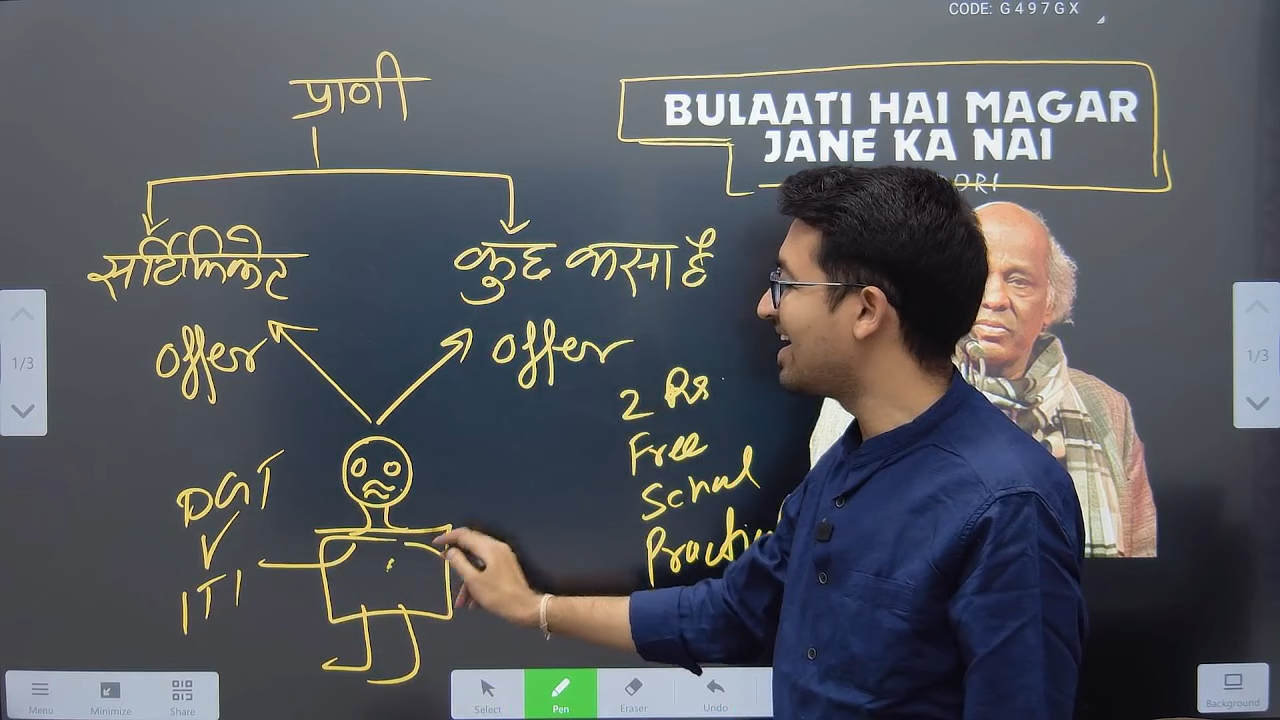 CODE: G497GX
प्राणी
BULAATI HAI MAGAR
JANE KA NAI
सर्टिफिकेट
कुछ कसा है
offer
offer
2 Rs
Free
School
DGT
ITI
1/3
1/3
Menu
Minimize
Share
Select
Pen
Eraser
Undo
Background